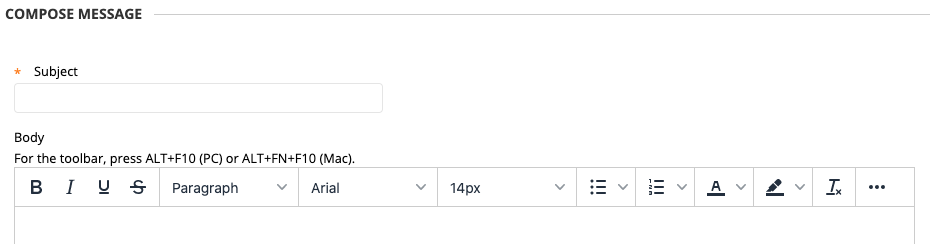 COMPOSE MESSAGE
* Subject
Body
For the toolbar, press ALT+F10 (PC) or ALT+FN+F10 (Mac).
B I U S Paragraph Arial 14px A